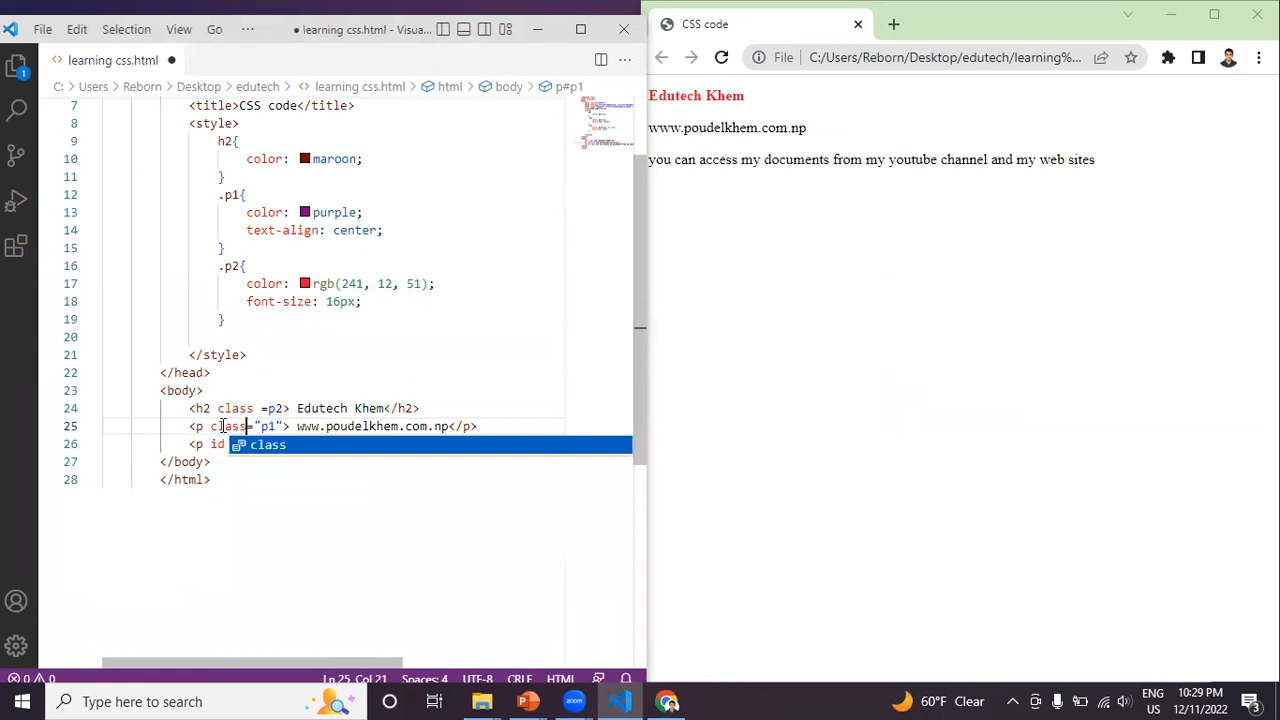 File Edit Selection View Go ··· ● learning css.html - Visua...
learning css.html ●
C: > Users > Reborn > Desktop > edutech > learning css.html > html > body > p#p1
7 <title>CSS code</title>
8 <style>
9 h2{
10 color: maroon;
11 }
12 .p1{
13 color: purple;
14 text-align: center;
15 }
16 .p2{
17 color: rgb(241, 12, 51);
18 font-size: 16px;
19 }
20
21 </style>
22 </head>
23 <body>
24 <h2 class =p2> Edutech Khem</h2>
25 <p class="p1"> www.poudelkhem.com.np</p>
26 <p id
class
27 </body>
28 </html>
1
0 0 Ln 25, Col 21 Spaces: 4 UTF-8 CRLF HTML
CSS code
File C:/Users/Reborn/Desktop/edutech/learning%...
Edutech Khem
www.poudelkhem.com.np
you can access my documents from my youtube channel and my web sites
Type here to search
zoom
60°F Clear
ENG
US
10:29 PM
12/11/2022
3